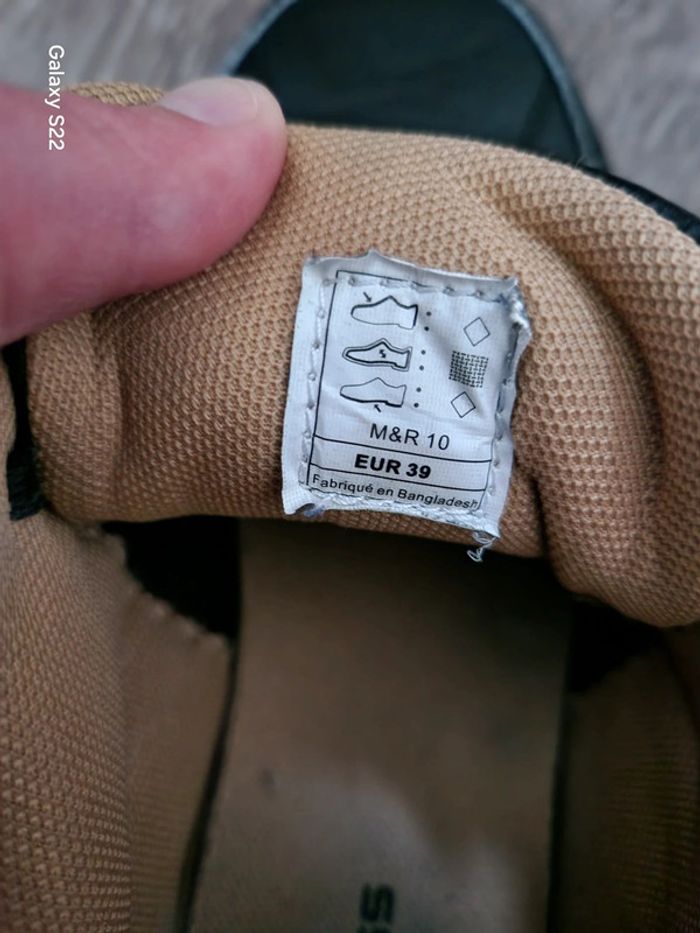 Galaxy S22
M&R 10
EUR 39
Fabriqué en Bangladesh